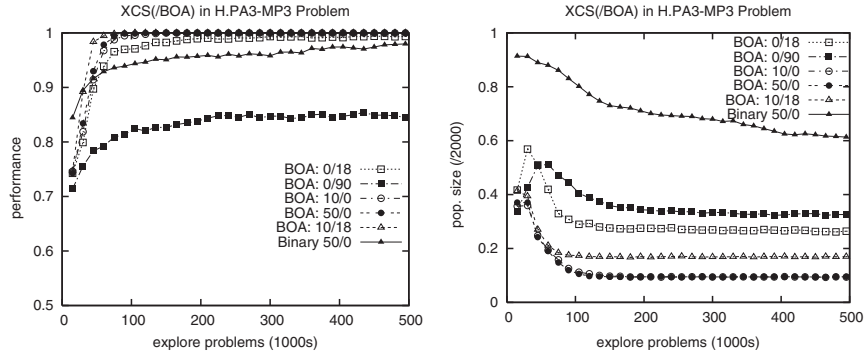 XCS(/BOA) in H.PA3-MP3 Problem
1
0.9
0.8
0.7
0.6
0.5
performance
BOA: 0/18
BOA: 0/90
BOA: 10/0
BOA: 50/0
BOA: 10/18
Binary 50/0
0 100 200 300 400 500
explore problems (1000s)
XCS(/BOA) in H.PA3-MP3 Problem
1
0.8
0.6
0.4
0.2
0
pop. size (/2000)
BOA: 0/18
BOA: 0/90
BOA: 10/0
BOA: 50/0
BOA: 10/18
Binary 50/0
0 100 200 300 400 500
explore problems (1000s)